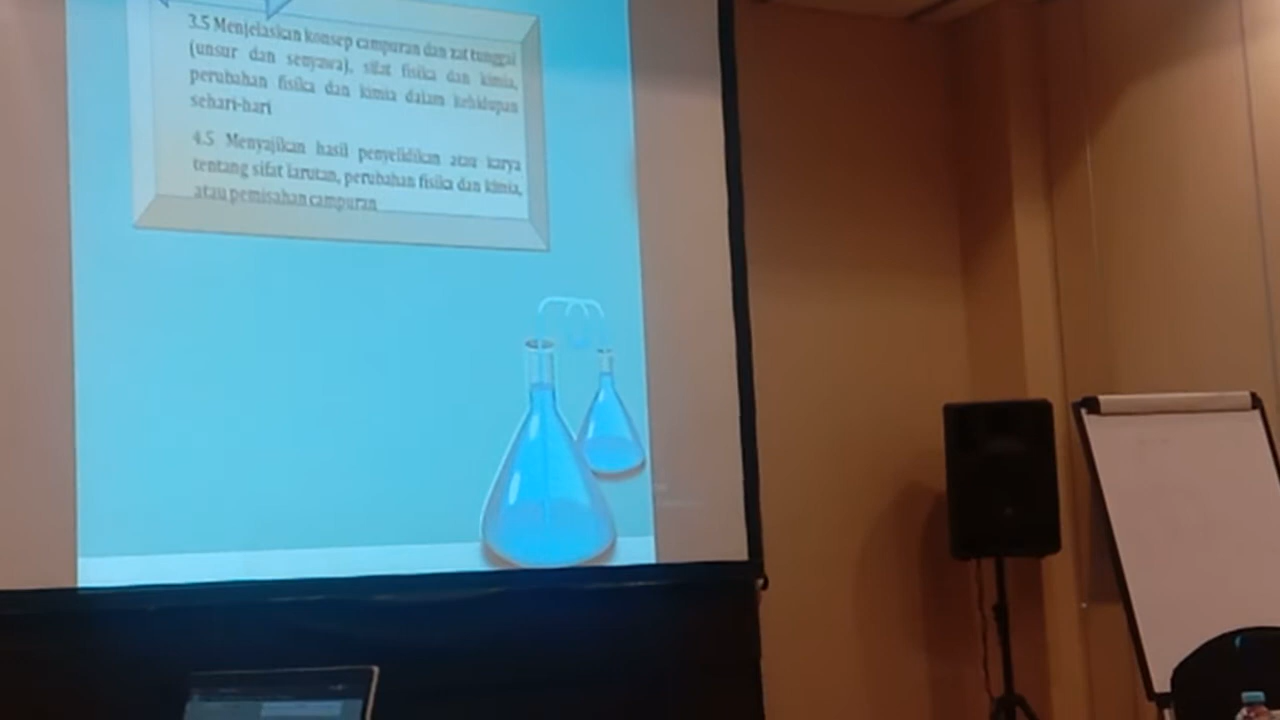 3.5 Menjelaskan konsep campuran dan zat tunggal
(unsur dan senyawa), sifat fisika dan kimia,
perubahan fisika dan kimia dalam kehidupan
sehari-hari
4.5 Menyajikan hasil penyelidikan atau karya
tentang sifat larutan, perubahan fisika dan kimia,
atau pemisahan campuran